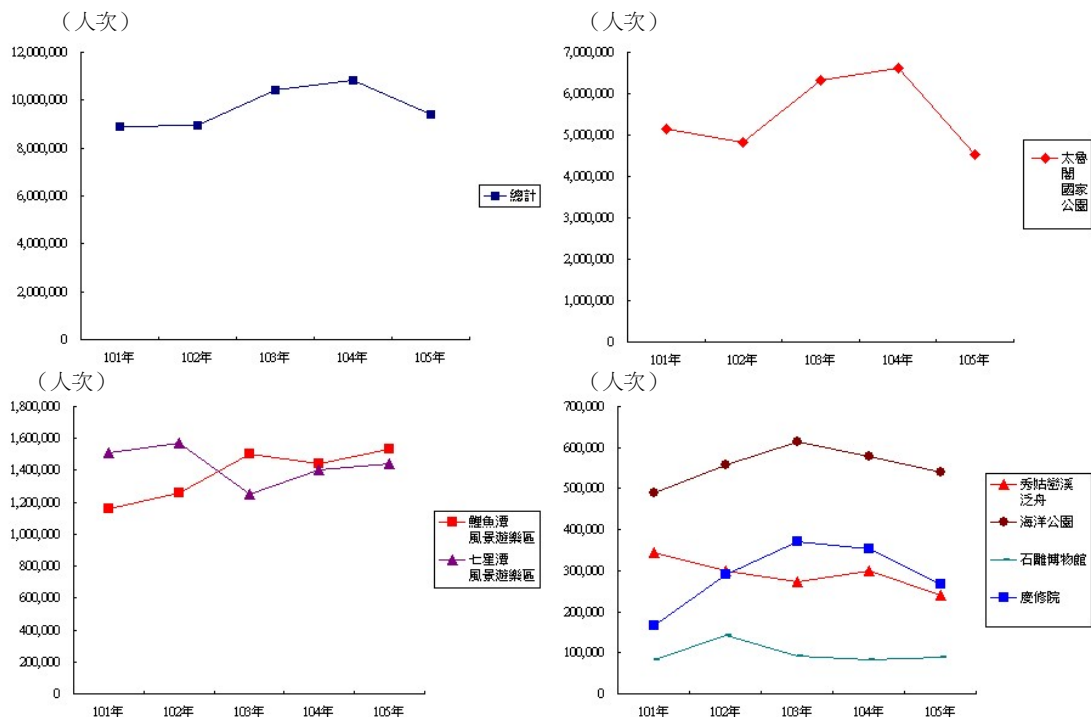 （人次）
12,000,000
10,000,000
8,000,000
6,000,000
4,000,000
2,000,000
0
101年 102年 103年 104年 105年
總計
（人次）
7,000,000
6,000,000
5,000,000
4,000,000
3,000,000
2,000,000
1,000,000
0
101年 102年 103年 104年 105年
太魯
閣
國家
公園
（人次）
1,800,000
1,600,000
1,400,000
1,200,000
1,000,000
800,000
600,000
400,000
200,000
0
101年 102年 103年 104年 105年
鯉魚潭
風景遊樂區
七星潭
風景遊樂區
（人次）
700,000
600,000
500,000
400,000
300,000
200,000
100,000
0
101年 102年 103年 104年 105年
秀姑巒溪
泛舟
海洋公園
石雕博物館
慶修院